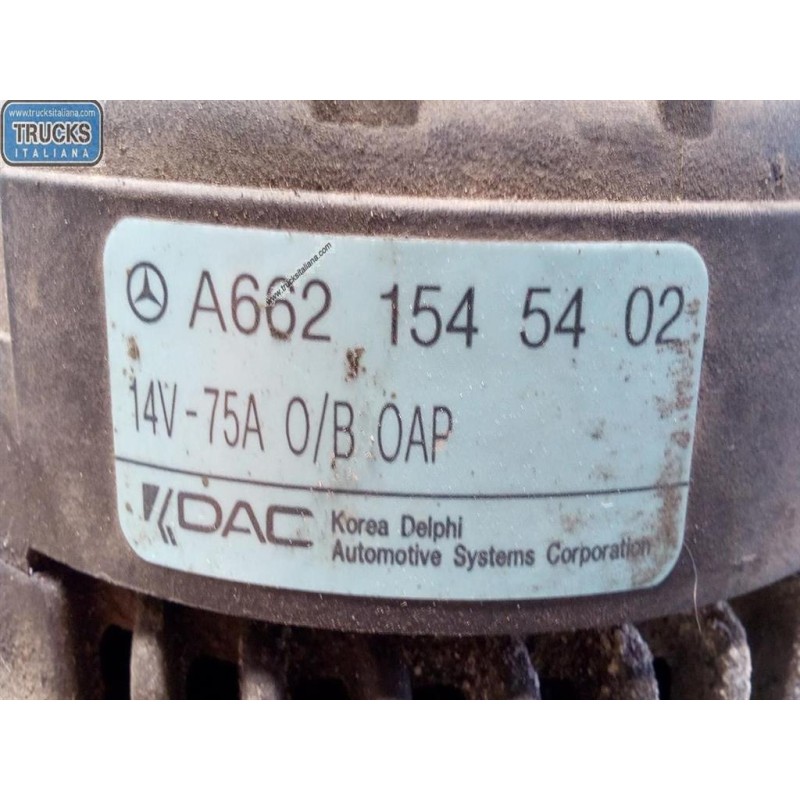 www.trucksitaliana.com
TRUCKS
ITALIANA
www.trucksitaliana.com
A662 154 54 02
14V-75A O/B OAP
KDAC Korea Delphi
Automotive Systems Corporation